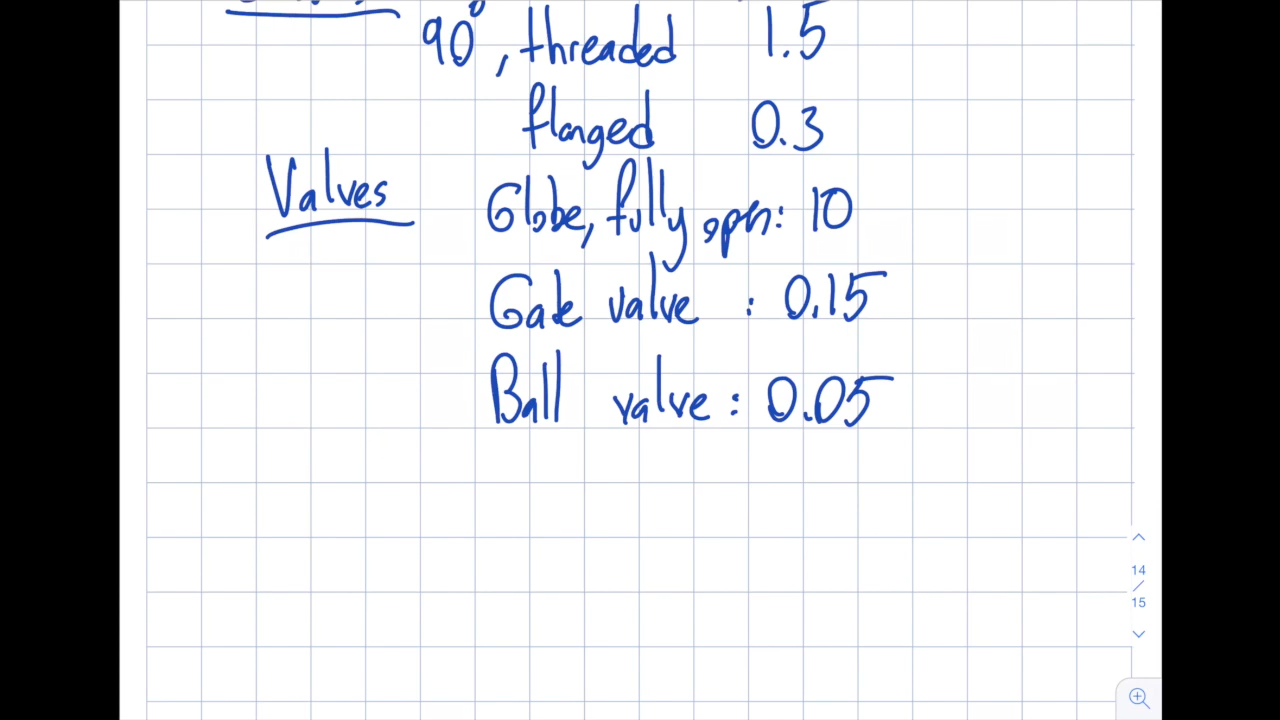 90°, threaded 1.5
flanged 0.3
Valves Globe, fully open: 10
Gate valve : 0.15
Ball valve: 0.05
14
/
15